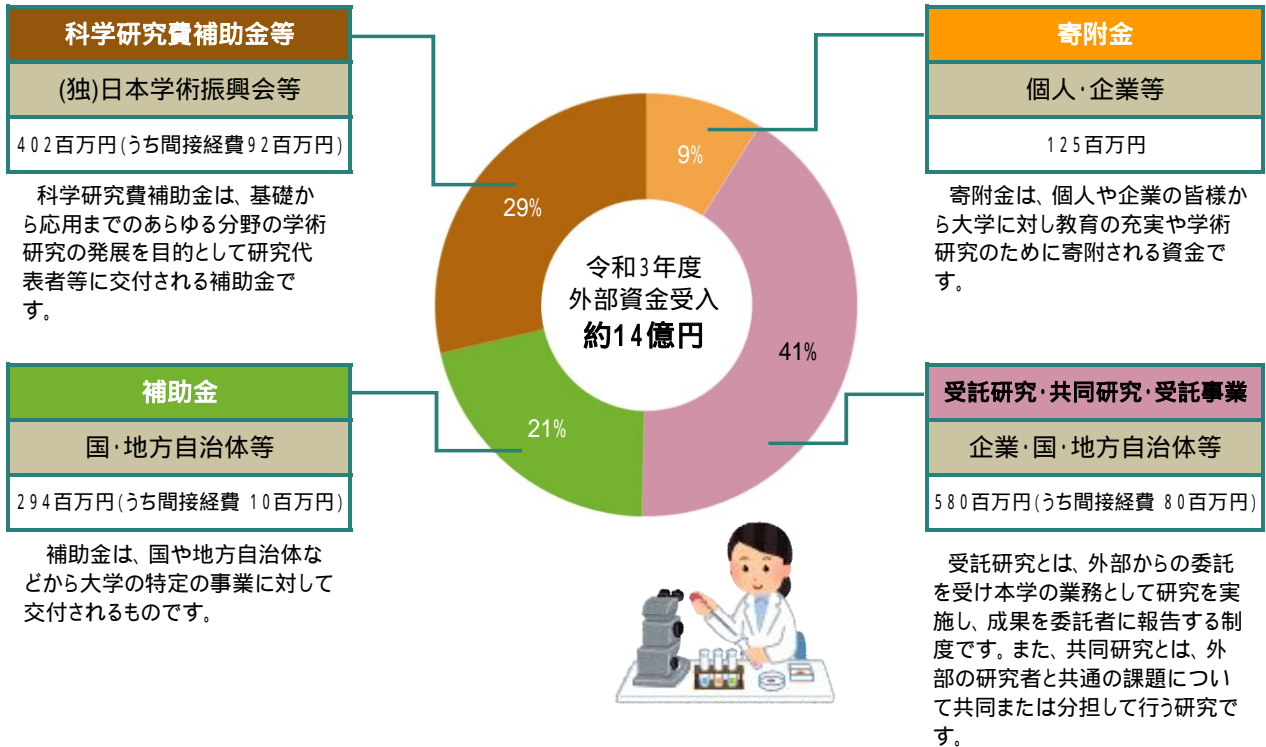 科学研究費補助金等
(独)日本学術振興会等
402百万円(うち間接経費92百万円)
科学研究費補助金は、基礎か
ら応用までのあらゆる分野の学術
研究の発展を目的として研究代
表者等に交付される補助金で
す。
寄附金
個人・企業等
125百万円
寄附金は、個人や企業の皆様か
ら大学に対し教育の充実や学術
研究のために寄附される資金で
す。
9%
29%
41%
21%
令和3年度
外部資金受入
約14億円
補助金
国・地方自治体等
294百万円(うち間接経費 10百万円)
補助金は、国や地方自治体な
どから大学の特定の事業に対して
交付されるものです。
受託研究・共同研究・受託事業
企業・国・地方自治体等
580百万円(うち間接経費 80百万円)
受託研究とは、外部からの委託
を受け本学の業務として研究を実
施し、成果を委託者に報告する制
度です。また、共同研究とは、外
部の研究者と共通の課題につい
て共同または分担して行う研究で
す。